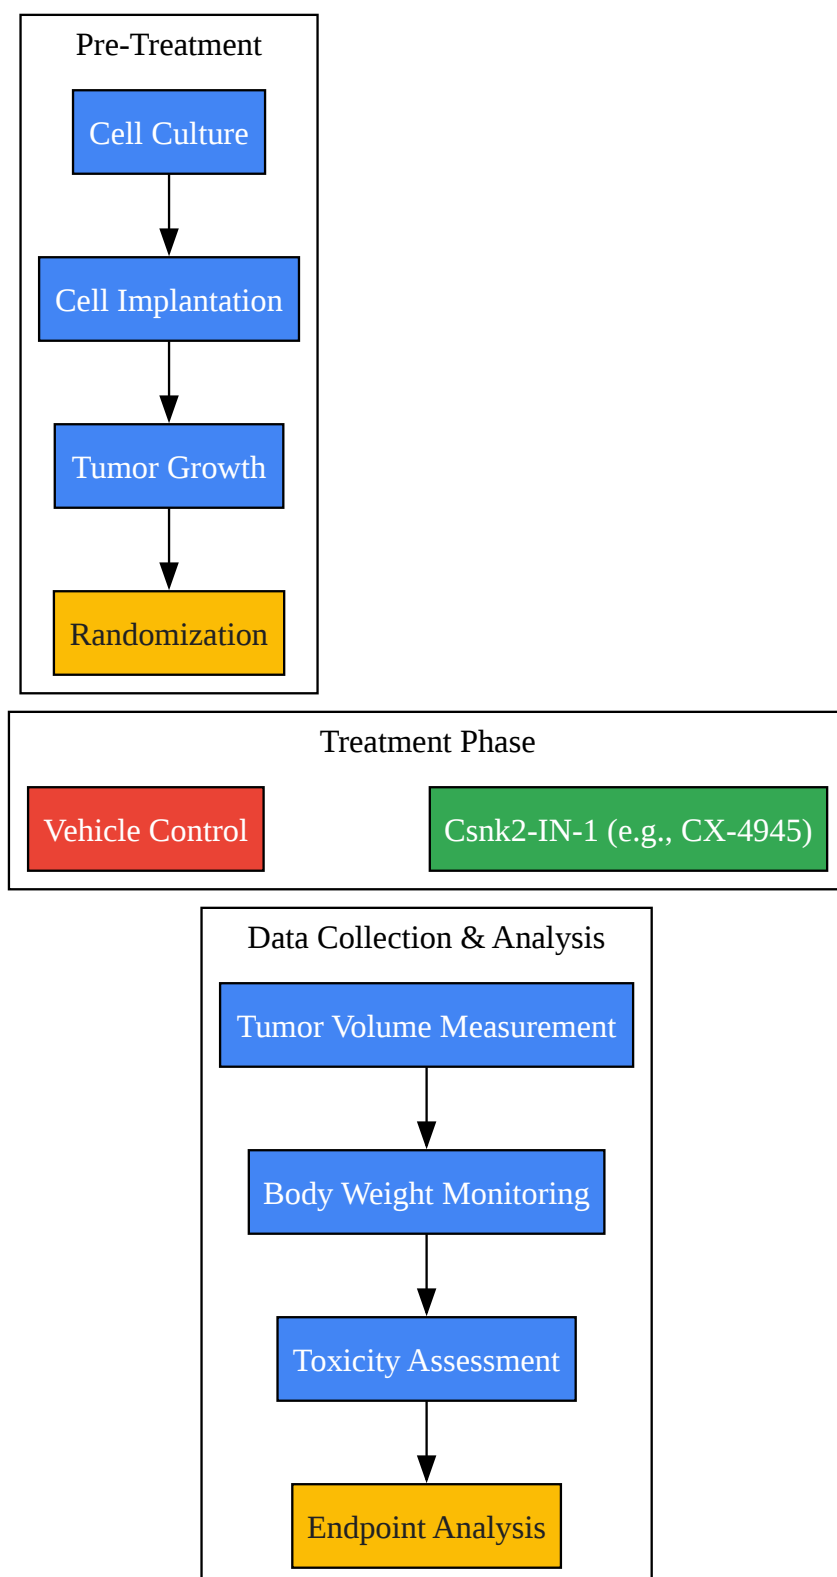 Pre-Treatment
Cell Culture
Cell Implantation
Tumor Growth
Randomization
Treatment Phase
Vehicle Control
Csnk2-IN-1 (e.g., CX-4945)
Data Collection & Analysis
Tumor Volume Measurement
Body Weight Monitoring
Toxicity Assessment
Endpoint Analysis